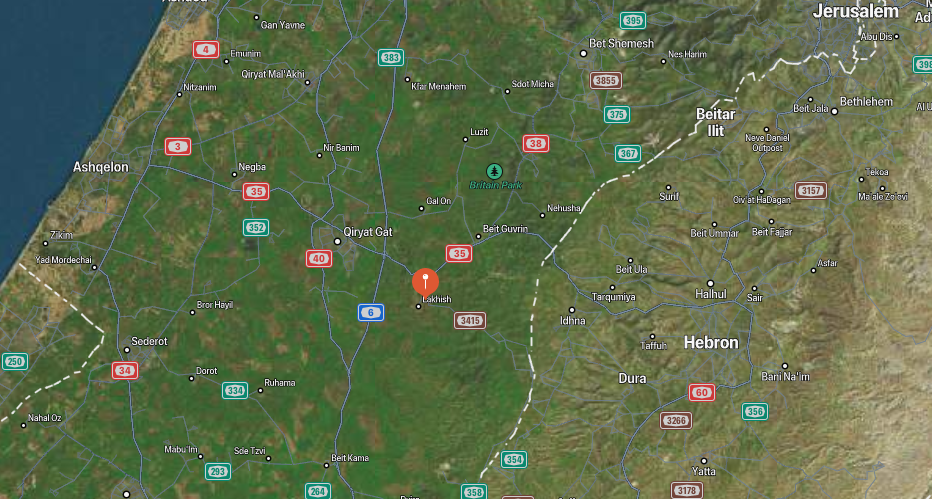 395
Jerusalem
Gan Yavne
Abu Dis
4
Emunim
383
Bet Shemesh
Nes Harim
398
Qiryat Mal'Akhi
Kfar Menahem
Sdot Micha
3855
Nitzanim
Beit Jala
Bethlehem
375
Beitar
Illit
Luzit
Neve Daniel
Outpost
3
Nir Banim
38
367
Ashqelon
Negba
Britain Park
Tekoa
35
Surif
3157
Ma'ale
Gal On
Nehusha
352
Qiryat Gat
Beit Guvrin
Beit Ummar
Beit Fajjar
Zikim
40
35
Yad Mordechai
Beit Ula
Asfar
Lakhish
Tarqumiya
Halhul
Sair
Bror Hayil
6
3415
Idhna
Sederot
Taffuh
Hebron
250
34
Dorot
Ruhama
Dura
Bani Na'im
334
60
356
Nahal Oz
3266
Mabu'im
Sde Tzvi
Beit Kama
354
293
Yatta
264
358
3178